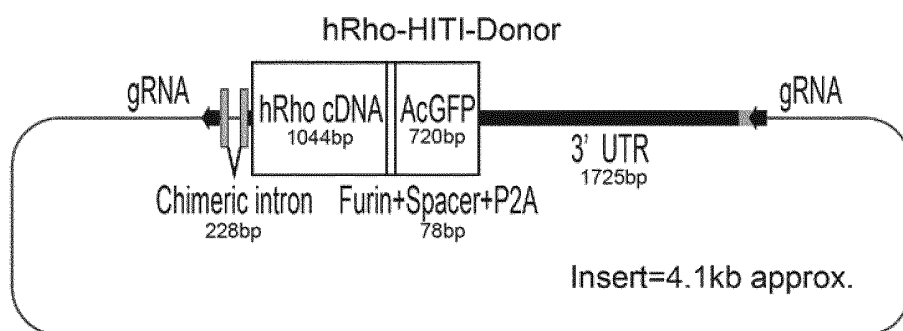 hRho-HITI-Donor
gRNA
gRNA
hRho cDNA
1044bp
AcGFP
720bp
3' UTR
1725bp
Chimeric intron
228bp
Furin+Spacer+P2A
78bp
Insert=4.1kb approx.